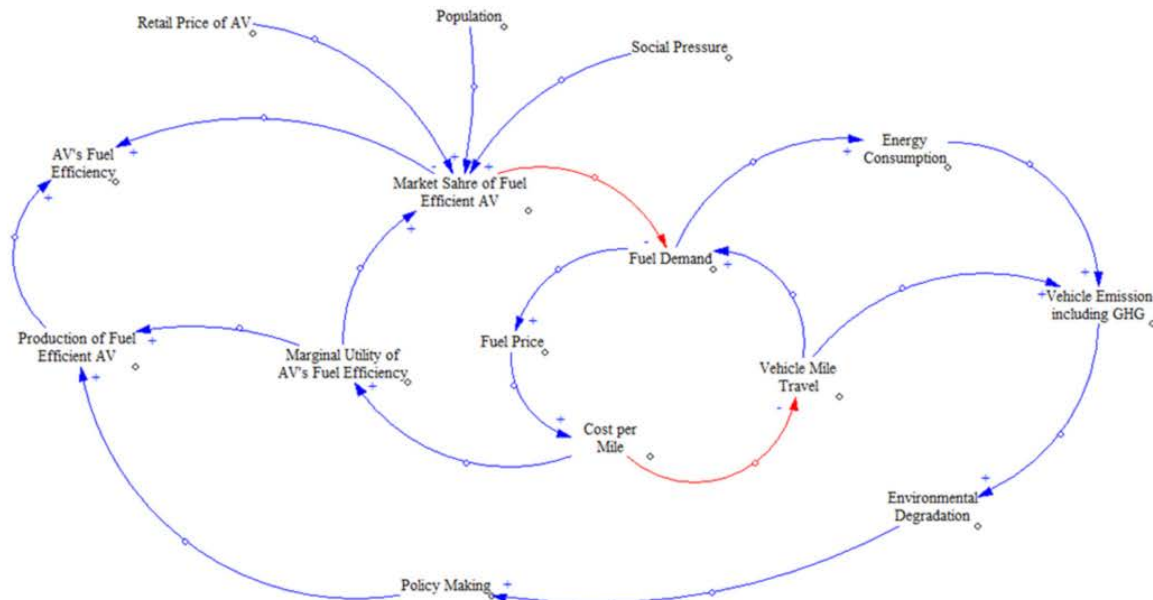 Retail Price of AV
Population
Social Pressure
AV's Fuel
Efficiency
+
-
+
+
Market Sahre of Fuel
Efficient AV
+
Energy
Consumption
+
+
-
Fuel Demand
+
+
+
Vehicle Emission
including GHG
Production of Fuel
Efficient AV
+
+
Marginal Utility of
AV's Fuel Efficiency
+
Fuel Price
+
Vehicle Mile
Travel
-
+
Cost per
Mile
+
Environmental
Degradation
Policy Making
+